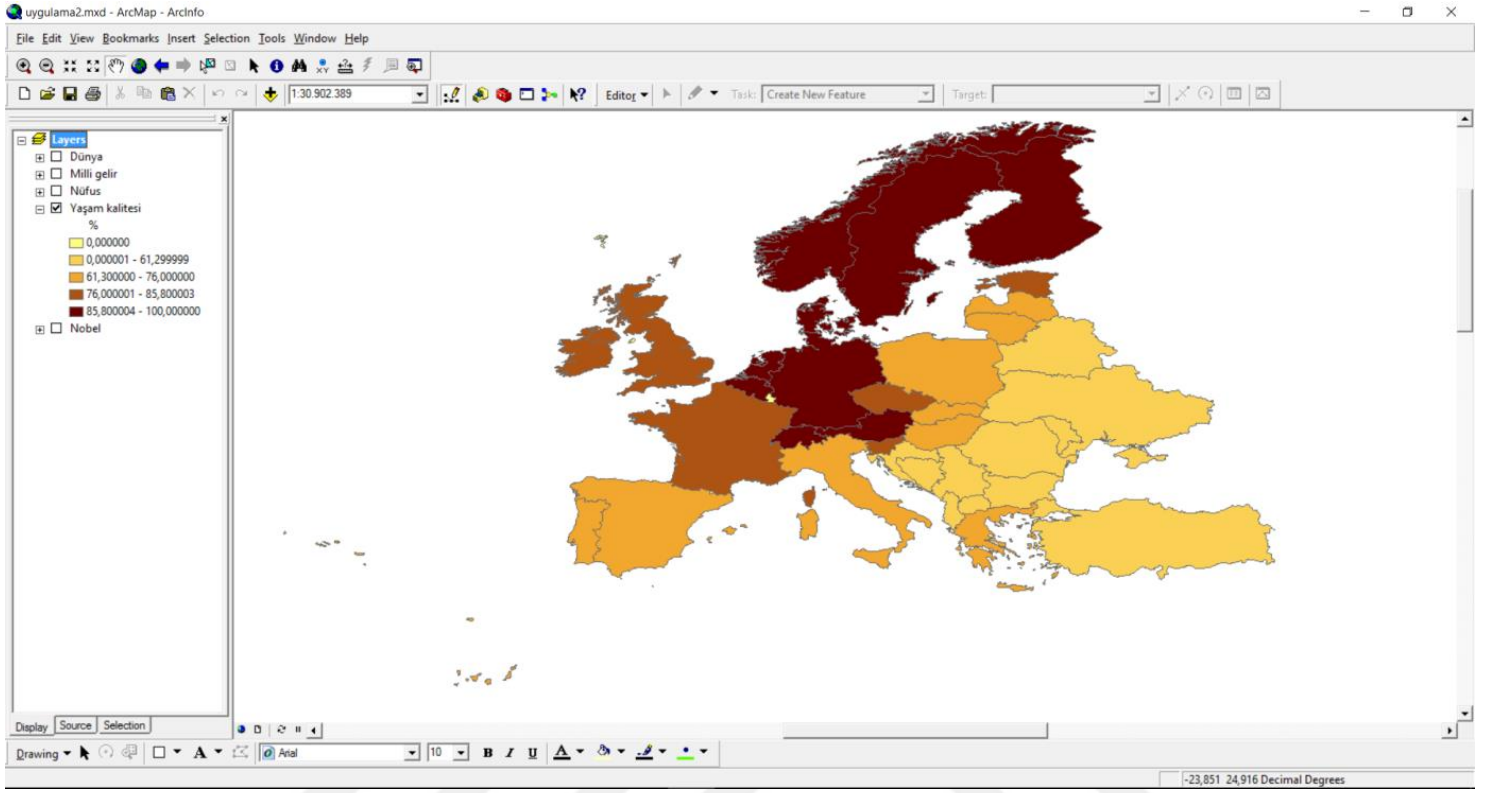 uygulama2.mxd - ArcMap - ArcInfo
File Edit View Bookmarks Insert Selection Tools Window Help
1:30.902.389 Editor Task: Create New Feature Target:
Layers
Dünya
Milli gelir
Nüfus
Yaşam kalitesi
%
0,000000
0,000001 - 61,299999
61,300000 - 76,000000
76,000001 - 85,800003
85,800004 - 100,000000
Nobel
Display Source Selection
Drawing A Arial 10 B I U A
-23,851 24,916 Decimal Degrees